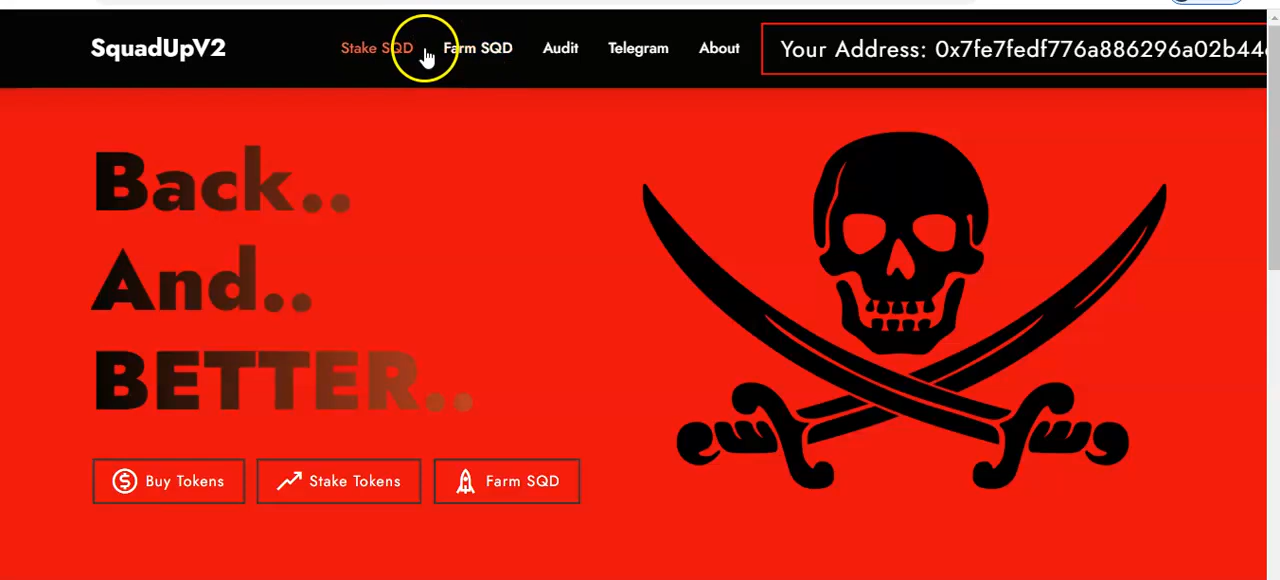 SquadUpV2
Stake SQD
Farm SQD
Audit
Telegram
About
Your Address: 0x7fe7fedf776a886296a02b44
Back..
And..
BETTER..
Buy Tokens
Stake Tokens
Farm SQD